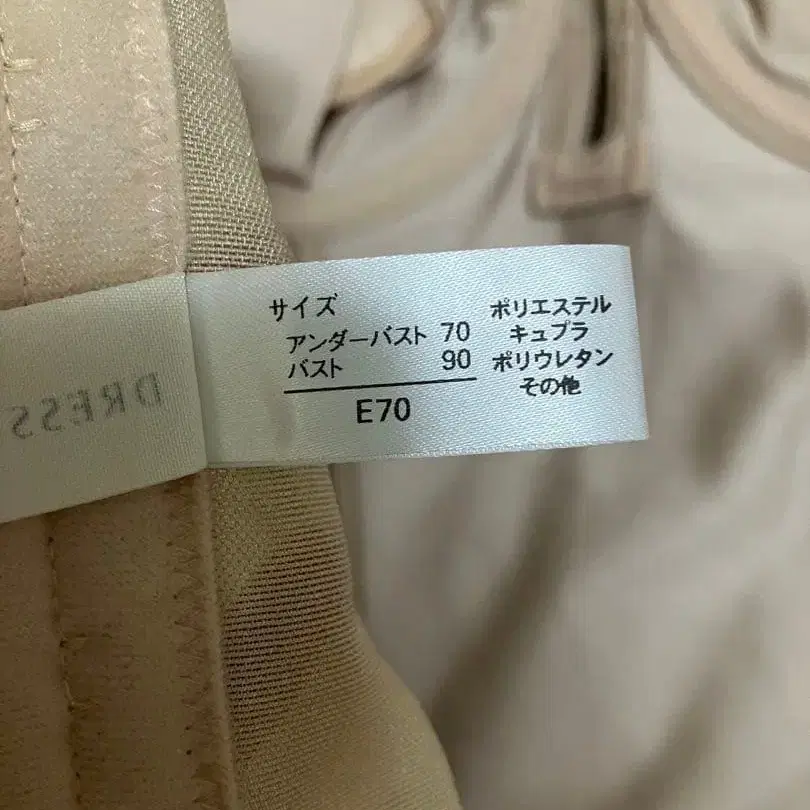 サイズ
アンダーバスト 70
バスト 90
E70
ポリエステル
キュプラ
ポリウレタン
その他
DRESS